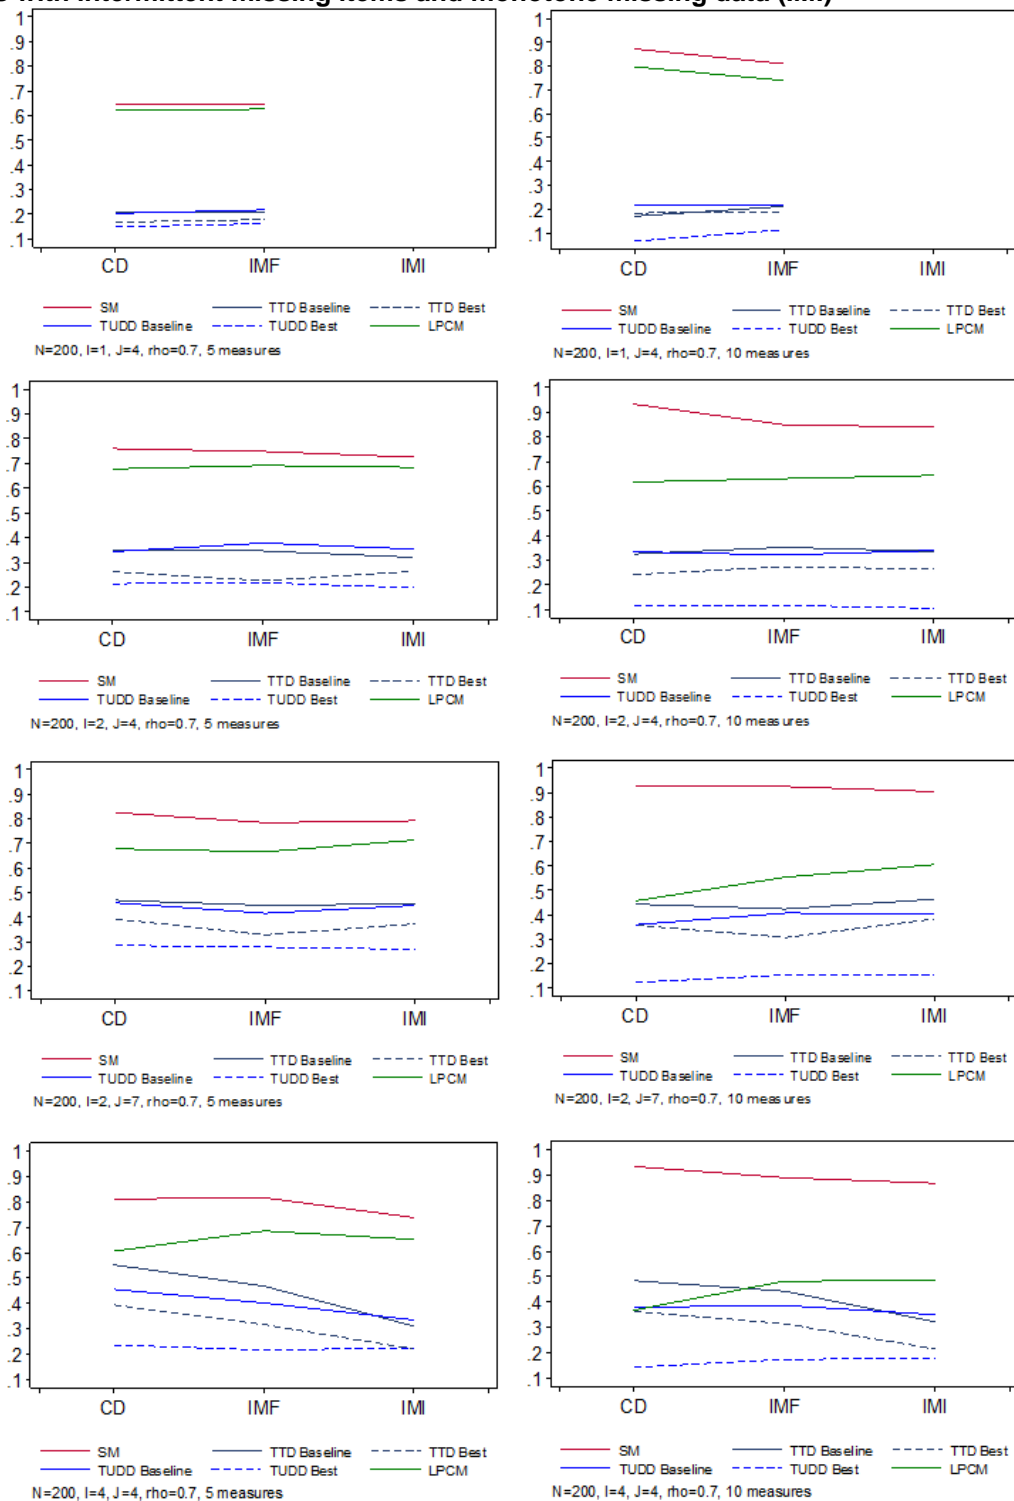 with intermittent missing items and monotone missing data
1
.9
.8
.7
.6
.5
.4
.3
.2
.1
CD IMF IMI
SM TTD Baseline TTD Best
TUDD Baseline TUDD Best LPCM
N=200, I=1, J=4, rho=0.7, 5 measures
1
.9
.8
.7
.6
.5
.4
.3
.2
.1
CD IMF IMI
SM TTD Baseline TTD Best
TUDD Baseline TUDD Best LPCM
N=200, I=1, J=4, rho=0.7, 10 measures
1
.9
.8
.7
.6
.5
.4
.3
.2
.1
CD IMF IMI
SM TTD Baseline TTD Best
TUDD Baseline TUDD Best LPCM
N=200, I=2, J=4, rho=0.7, 5 measures
1
.9
.8
.7
.6
.5
.4
.3
.2
.1
CD IMF IMI
SM TTD Baseline TTD Best
TUDD Baseline TUDD Best LPCM
N=200, I=2, J=4, rho=0.7, 10 measures
1
.9
.8
.7
.6
.5
.4
.3
.2
.1
CD IMF IMI
SM TTD Baseline TTD Best
TUDD Baseline TUDD Best LPCM
N=200, I=2, J=7, rho=0.7, 5 measures
1
.9
.8
.7
.6
.5
.4
.3
.2
.1
CD IMF IMI
SM TTD Baseline TTD Best
TUDD Baseline TUDD Best LPCM
N=200, I=2, J=7, rho=0.7, 10 measures
1
.9
.8
.7
.6
.5
.4
.3
.2
.1
CD IMF IMI
SM TTD Baseline TTD Best
TUDD Baseline TUDD Best LPCM
N=200, I=4, J=4, rho=0.7, 5 measures
1
.9
.8
.7
.6
.5
.4
.3
.2
.1
CD IMF IMI
SM TTD Baseline TTD Best
TUDD Baseline TUDD Best LPCM
N=200, I=4, J=4, rho=0.7, 10 measures